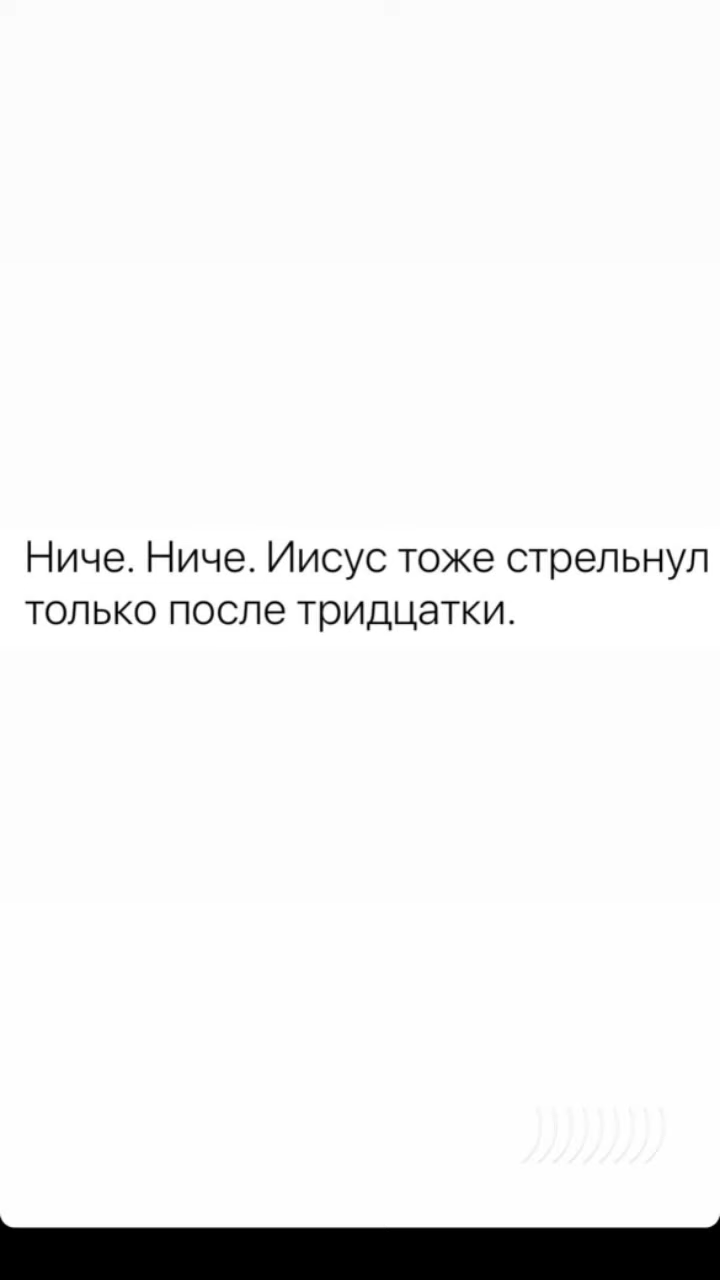 Ниче. Ниче. Иисус тоже стрельнул
только после тридцатки.
))))))))